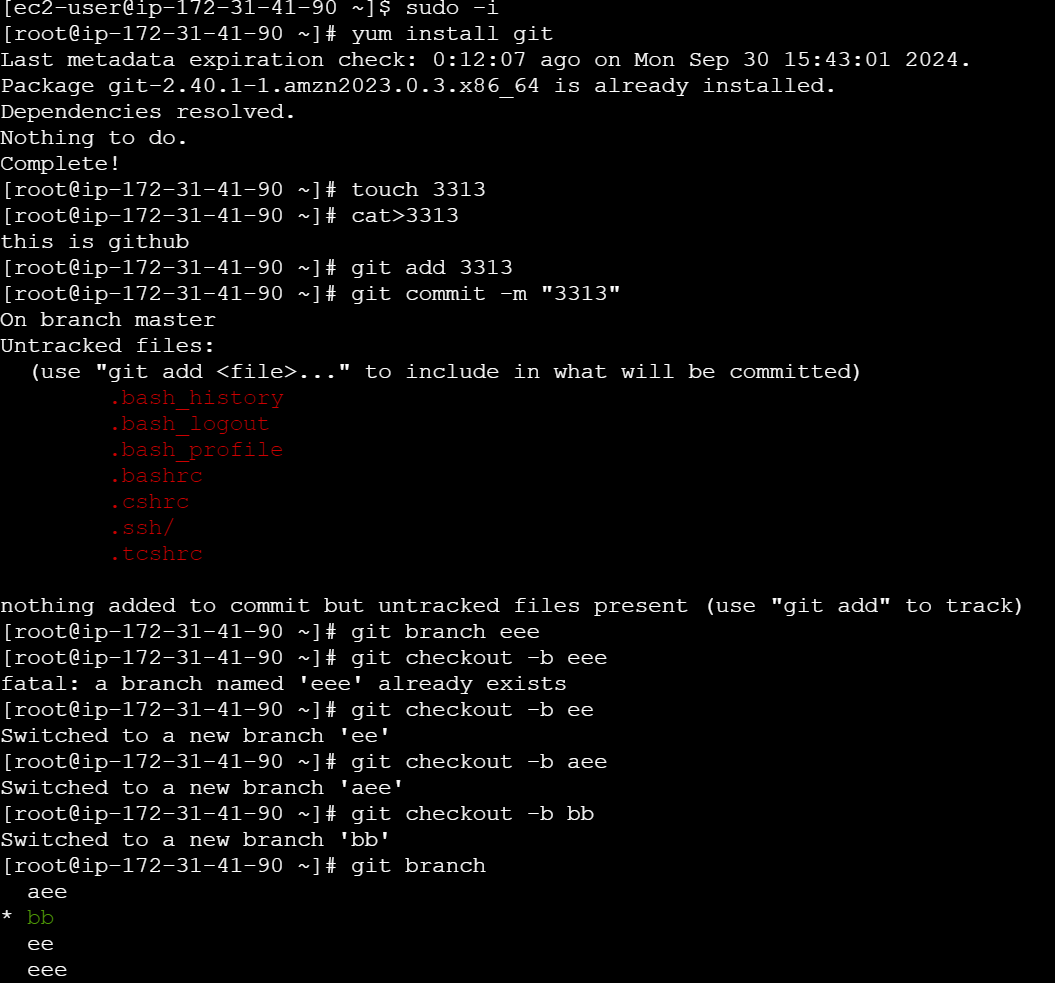 [ec2-user@ip-172-31-41-90 ~]$ sudo -i
[root@ip-172-31-41-90 ~]# yum install git
Last metadata expiration check: 0:12:07 ago on Mon Sep 30 15:43:01 2024.
Package git-2.40.1-1.amzn2023.0.3.x86_64 is already installed.
Dependencies resolved.
Nothing to do.
Complete!
[root@ip-172-31-41-90 ~]# touch 3313
[root@ip-172-31-41-90 ~]# cat>3313
this is github
[root@ip-172-31-41-90 ~]# git add 3313
[root@ip-172-31-41-90 ~]# git commit -m "3313"
On branch master
Untracked files:
  (use "git add <file>..." to include in what will be committed)
        .bash_history
        .bash_logout
        .bash_profile
        .bashrc
        .cshrc
        .ssh/
        .tcshrc

nothing added to commit but untracked files present (use "git add" to track)
[root@ip-172-31-41-90 ~]# git branch eee
[root@ip-172-31-41-90 ~]# git checkout -b eee
fatal: a branch named 'eee' already exists
[root@ip-172-31-41-90 ~]# git checkout -b ee
Switched to a new branch 'ee'
[root@ip-172-31-41-90 ~]# git checkout -b aee
Switched to a new branch 'aee'
[root@ip-172-31-41-90 ~]# git checkout -b bb
Switched to a new branch 'bb'
[root@ip-172-31-41-90 ~]# git branch
  aee
* bb
  ee
  eee